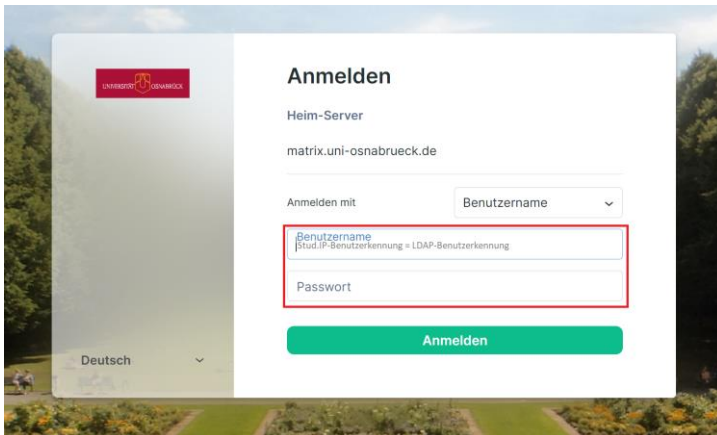 UNIVERSITÄT OSNABRÜCK
Anmelden
Heim-Server
matrix.uni-osnabrueck.de
Anmelden mit
Benutzername
Benutzername
Stud.IP-Benutzerkennung = LDAP-Benutzerkennung
Passwort
Anmelden
Deutsch